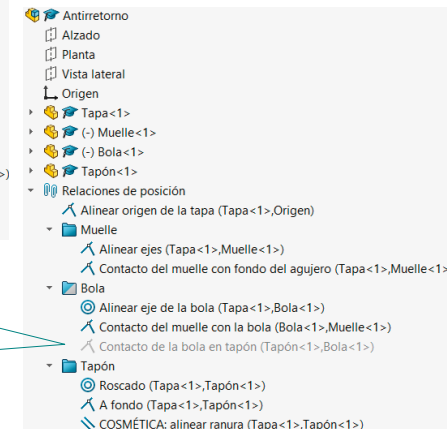 Antirretorno
Alzado
Planta
Vista lateral
Origen
Tapa<1>
(-) Muelle<1>
(-) Bola<1>
>) Tapón<1>
Relaciones de posición
Alinear origen de la tapa (Tapa<1>,Origen)
Muelle
Alinear ejes (Tapa<1>,Muelle<1>)
Contacto del muelle con fondo del agujero (Tapa<1>,Muelle<1>
Bola
Alinear eje de la bola (Tapa<1>,Bola<1>)
Contacto del muelle con la bola (Bola<1>,Muelle<1>)
Contacto de la bola en tapón (Tapón<1>,Bola<1>)
Tapón
Roscado (Tapa<1>,Tapón<1>)
A fondo (Tapa<1>,Tapón<1>)
COSMÉTICA: alinear ranura (Tapa<1>,Tapón<1>)